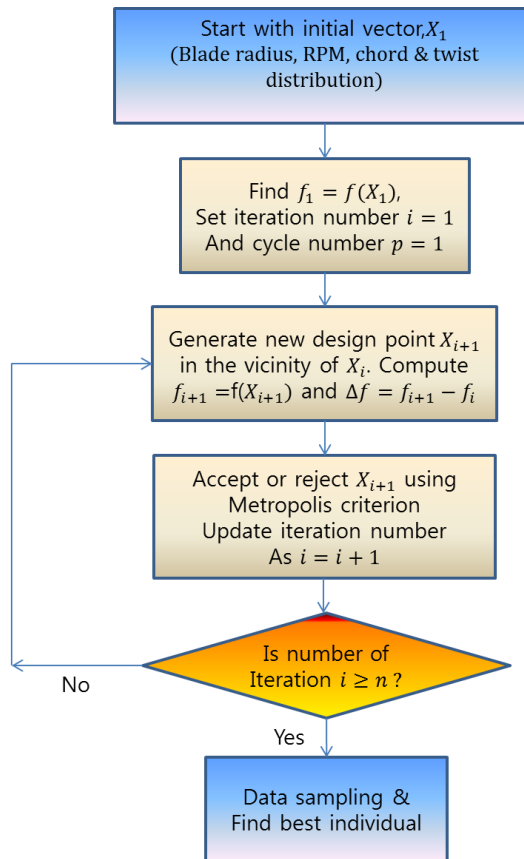 Start with initial vector,𝑋₁
(Blade radius, RPM, chord & twist
distribution)
Find 𝑓₁ = 𝑓(𝑋₁),
Set iteration number 𝑖 = 1
And cycle number 𝑝 = 1
Generate new design point 𝑋ᵢ₊₁
in the vicinity of 𝑋ᵢ. Compute
𝑓ᵢ₊₁ =f(𝑋ᵢ₊₁) and Δ𝑓 = 𝑓ᵢ₊₁ − 𝑓ᵢ
Accept or reject 𝑋ᵢ₊₁ using
Metropolis criterion
Update iteration number
As 𝑖 = 𝑖 + 1
Is number of
Iteration 𝑖 ≥ 𝑛 ?
No
Yes
Data sampling &
Find best individual